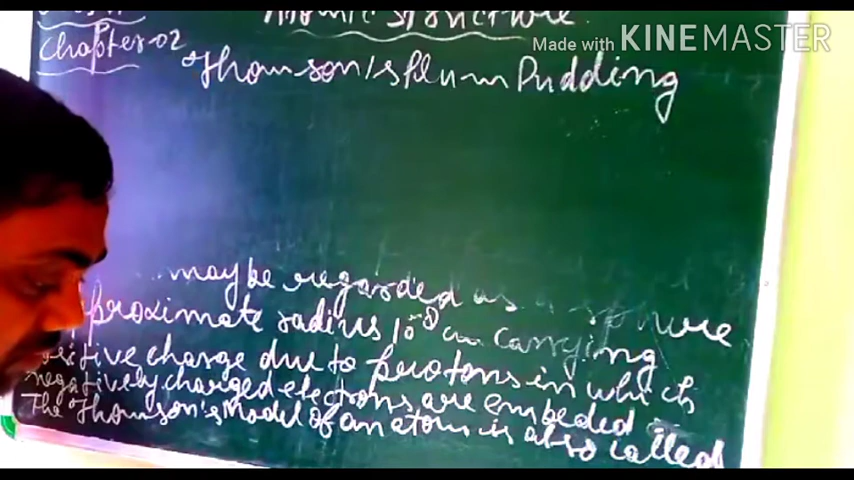 Atomic Structure
Chapter-02
Made with KINEMASTER
Thomson's Plum Pudding
may be regarded as a sphere
proximate radius 10⁻⁸ cm carrying
sitive charge due to protons in which
negatively charged electrons are embeded
The Thomson's Model of an atom is also called